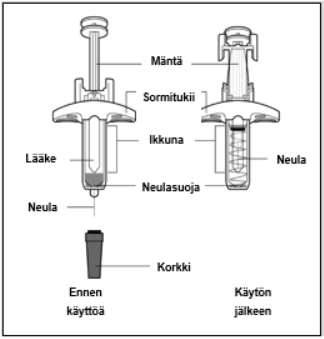 Mäntä
Sormitukii
Ikkuna
Lääke
Neula
Neulasuoja
Neula
Korkki
Ennen
käyttöä
Käytön
jälkeen